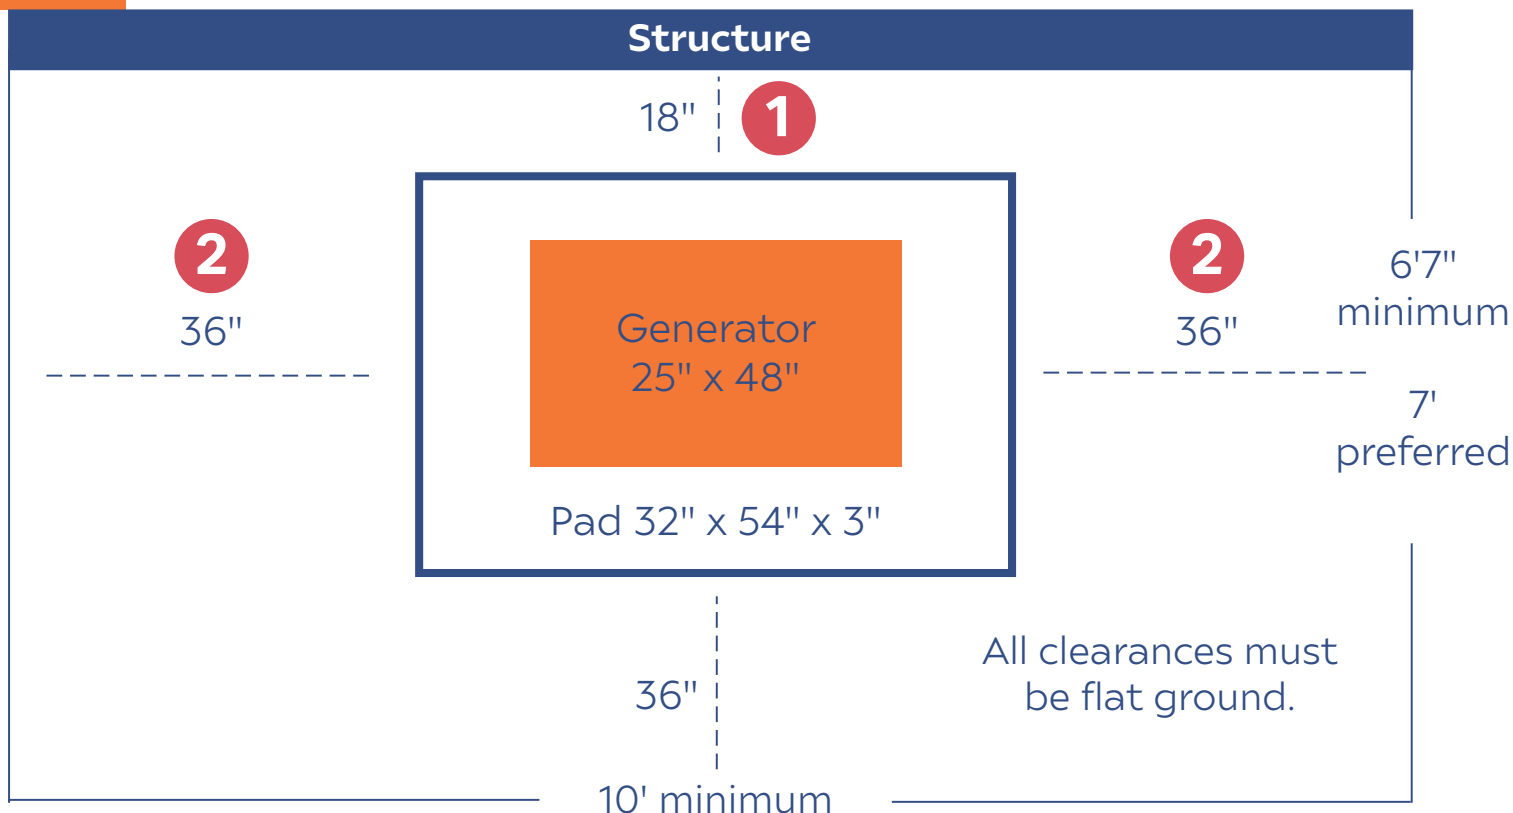 Structure
18"
1
2
36"
2
36"
6'7"
minimum
7'
preferred
Generator
25" x 48"
Pad 32" x 54" x 3"
36"
All clearances must
be flat ground.
10' minimum